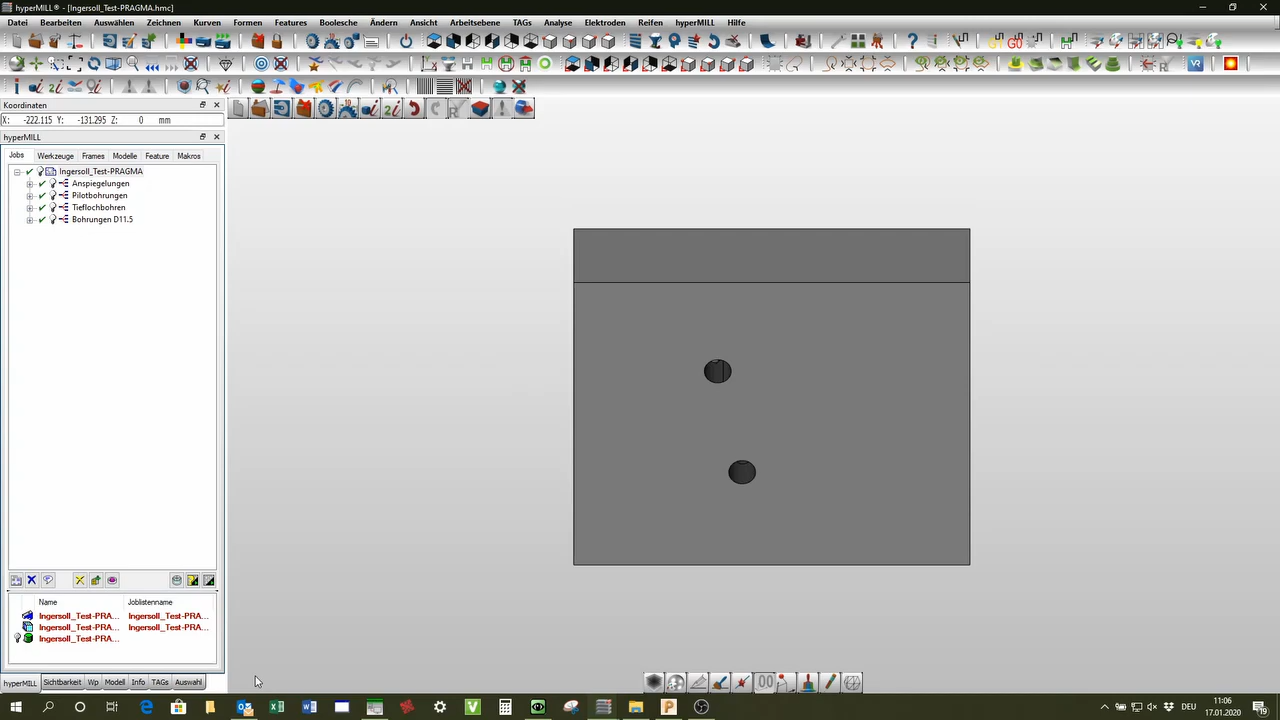 hyperMILL® - [Ingersoll_Test-PRAGMA.hmc]
Datei Bearbeiten Auswählen Zeichnen Kurven Formen Features Boolesche Ändern Ansicht Arbeitsebene TAGs Analyse Elektroden Reifen hyperMILL Hilfe
Koordinaten
X: -222.115 Y: -131.295 Z: 0 mm
hyperMILL
Jobs Werkzeuge Frames Modelle Feature Makros
Ingersoll_Test-PRAGMA
Anspiegelungen
Pilotbohrungen
Tieflochbohren
Bohrungen D11.5
Name Joblistenname
Ingersoll_Test-PRA... Ingersoll_Test-PRA...
Ingersoll_Test-PRA... Ingersoll_Test-PRA...
Ingersoll_Test-PRA...
hyperMILL Sichtbarkeit Wp Modell Info TAGs Auswahl
DEU
11:06
17.01.2020